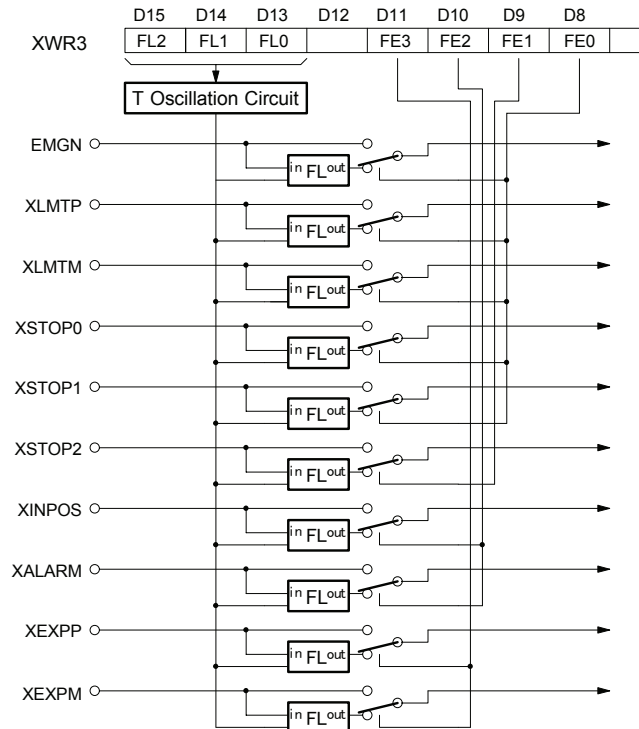 D15 D14 D13 D12 D11 D10 D9 D8
XWR3 FL2 FL1 FL0 FE3 FE2 FE1 FE0
T Oscillation Circuit
EMGN
in FL out
XLMTP
in FL out
XLMTM
in FL out
XSTOP0
in FL out
XSTOP1
in FL out
XSTOP2
in FL out
XINPOS
in FL out
XALARM
in FL out
XEXPP
in FL out
XEXPM
in FL out